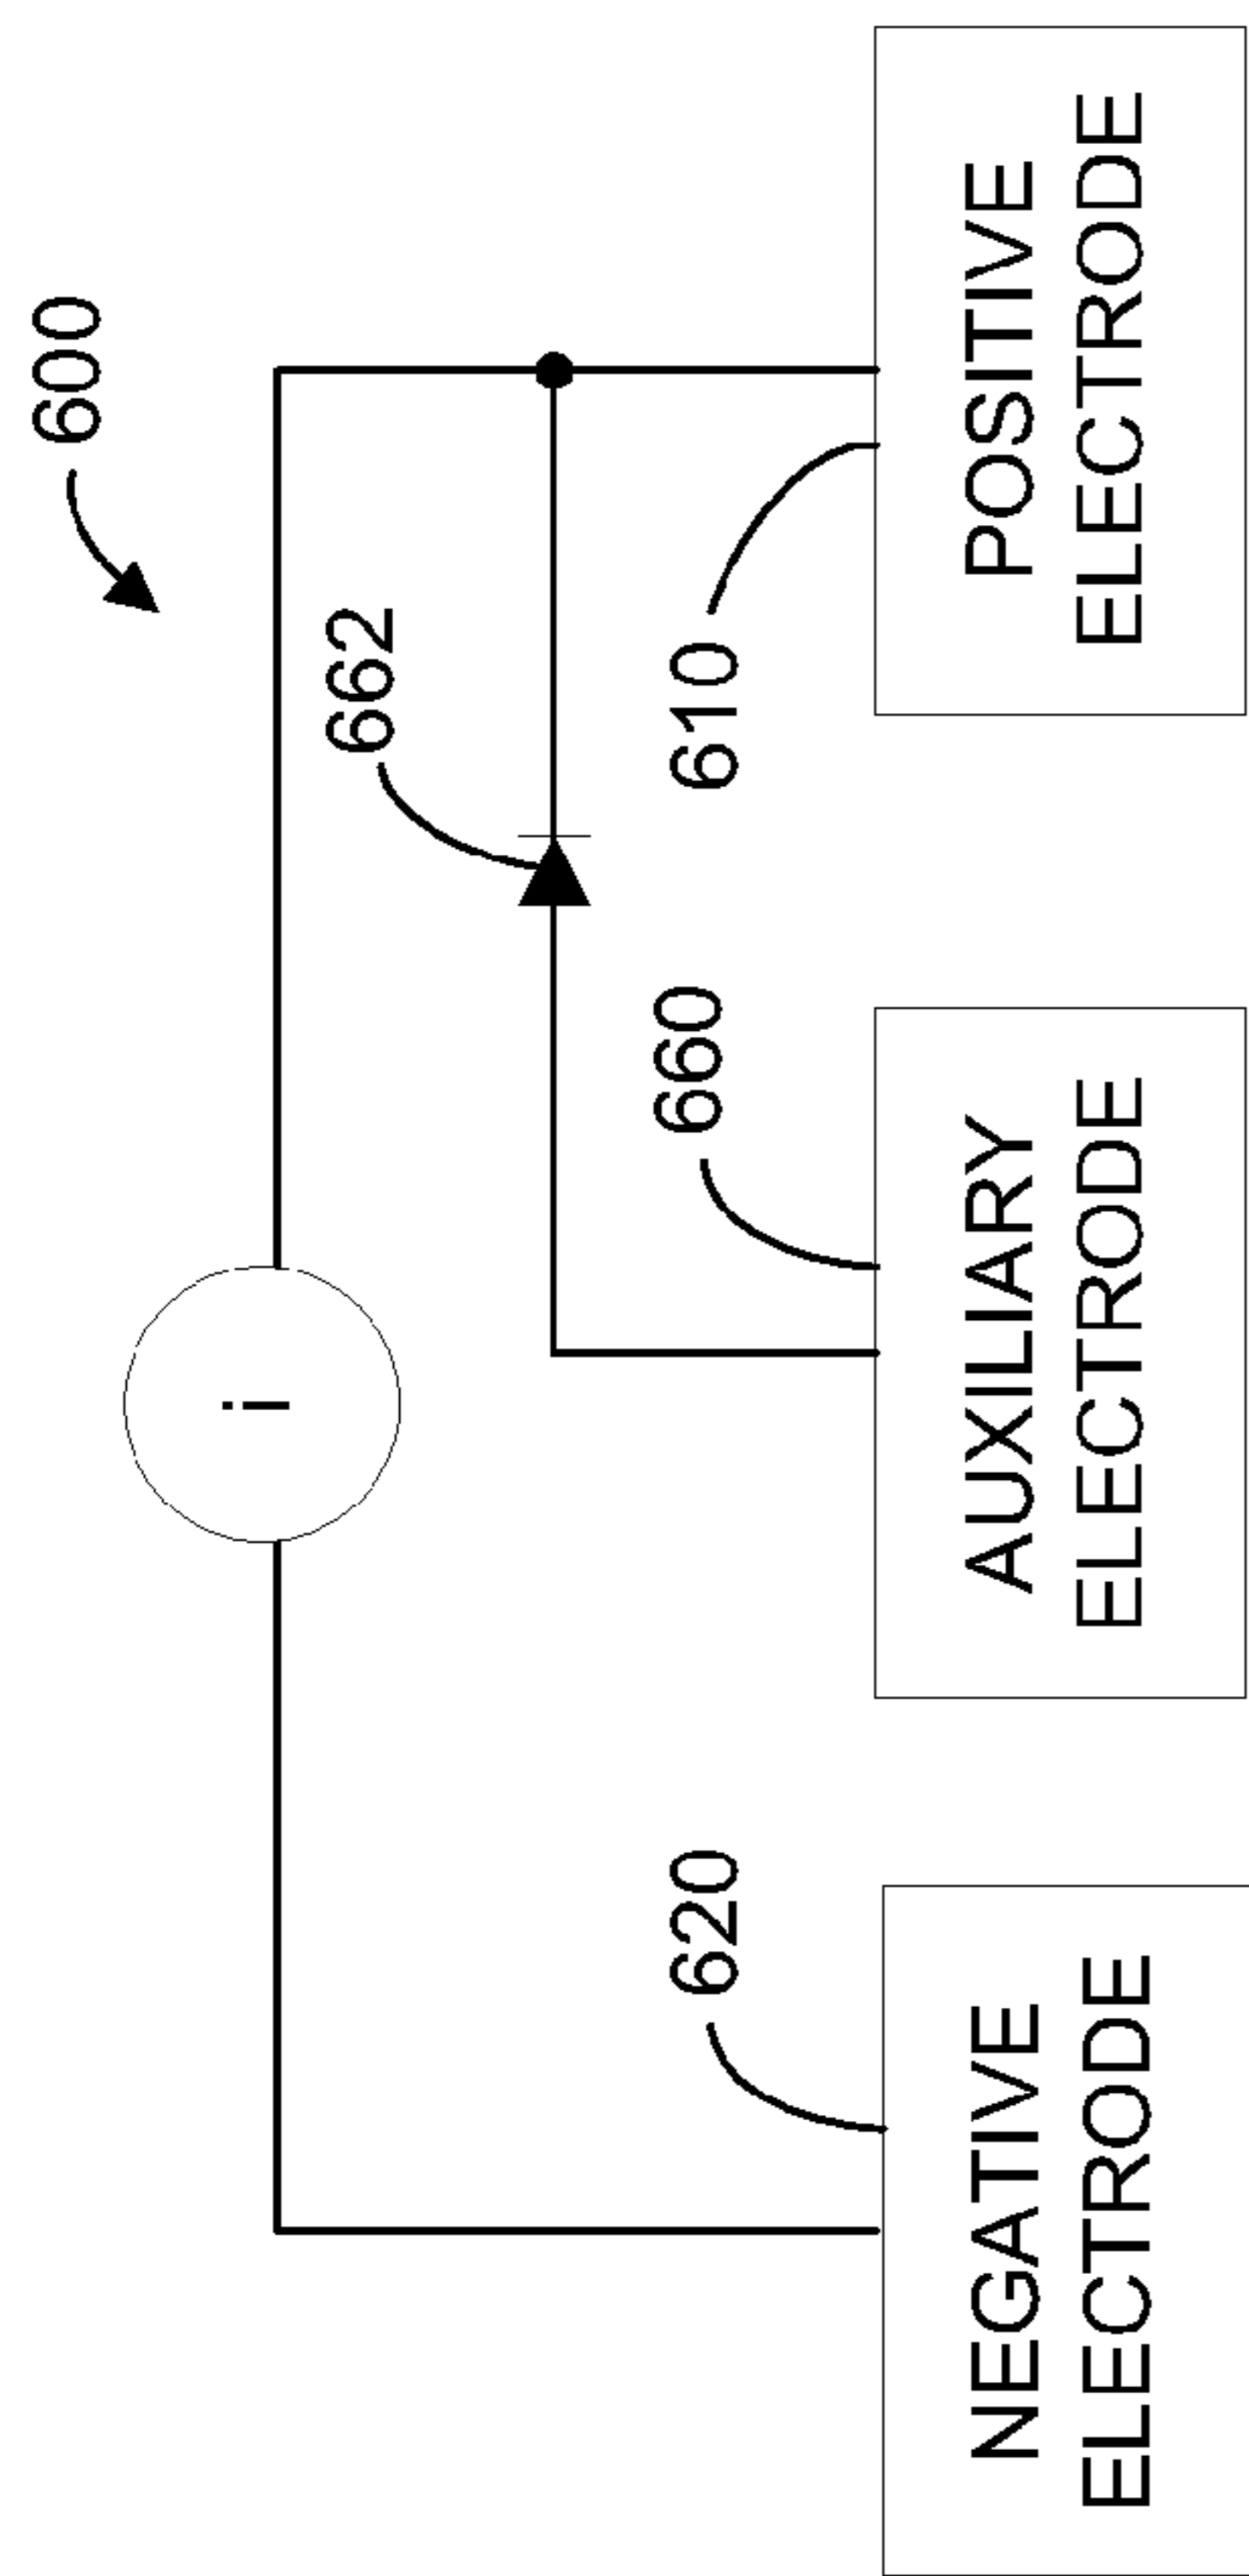 600
i
662
620
660
610
NEGATIVE
ELECTRODE
AUXILIARY
ELECTRODE
POSITIVE
ELECTRODE